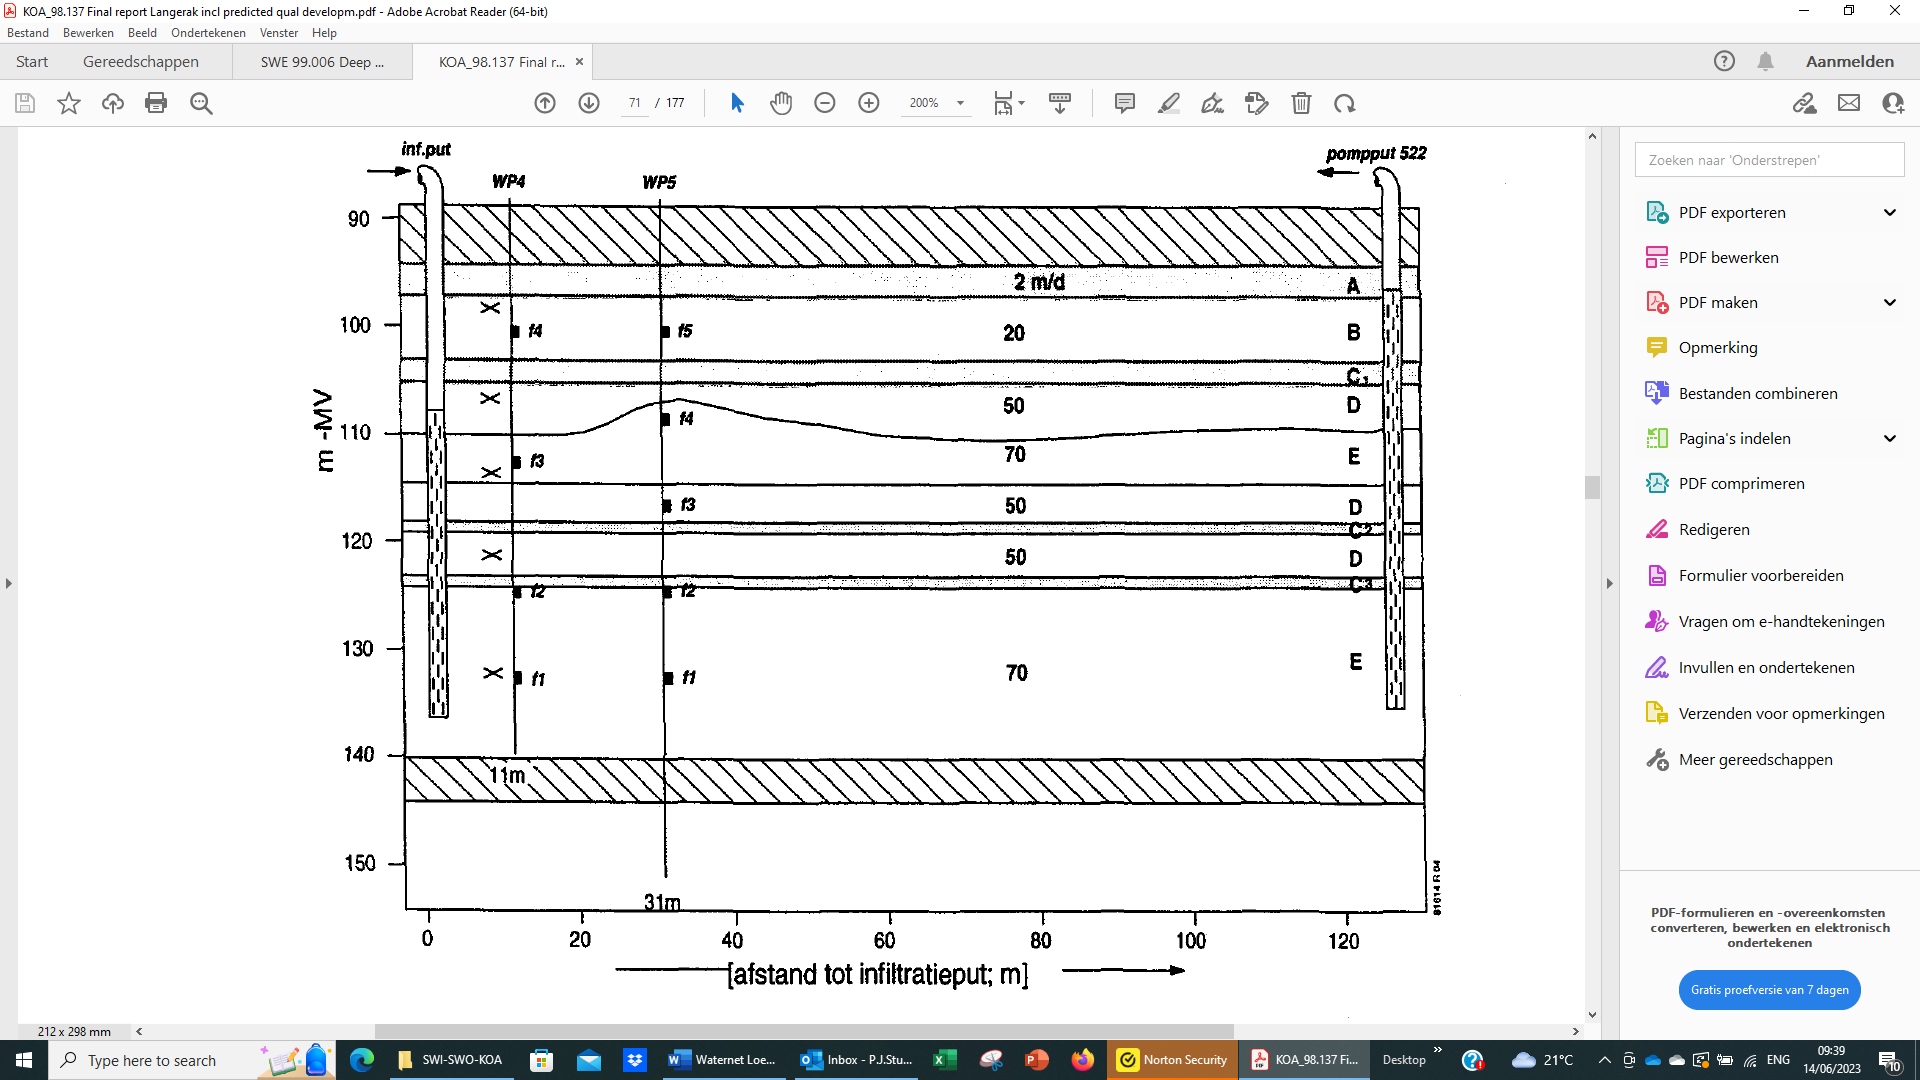 KOA_98.137 Final report Langerak incl predicted qual developm.pdf - Adobe Acrobat Reader (64-bit)
Bestand Bewerken Beeld Ondertekenen Venster Help
Start Gereedschappen SWE 99.006 Deep ... KOA_98.137 Final r... × Aanmelden
71 / 177 200%
Zoeken naar 'Onderstrepen'
PDF exporteren
PDF bewerken
PDF maken
Opmerking
Bestanden combineren
Pagina's indelen
PDF comprimeren
Redigeren
Formulier voorbereiden
Vragen om e-handtekeningen
Invullen en ondertekenen
Verzenden voor opmerkingen
Meer gereedschappen
PDF-formulieren en -overeenkomsten
converteren, bewerken en elektronisch
ondertekenen
Gratis proefversie van 7 dagen
inf.put
pompput 522
WP4 WP5
90
2 m/d A
100 f4 f5 20 B
C1
50 D
m -MV
110 f4
f3 70 E
f3 50 D
C2
120 50 D
C3
f2 f2
130
f1 f1 70 E
140
11m
150
31m
81614 R 04
0 20 40 60 80 100 120
[afstand tot infiltratieput; m]
212 x 298 mm
Type here to search
SWI-SWO-KOA
Waternet Loe...
Inbox - P.J.Stu...
Norton Security
KOA_98.137 Fi...
Desktop
21°C
ENG
09:39
14/06/2023
10